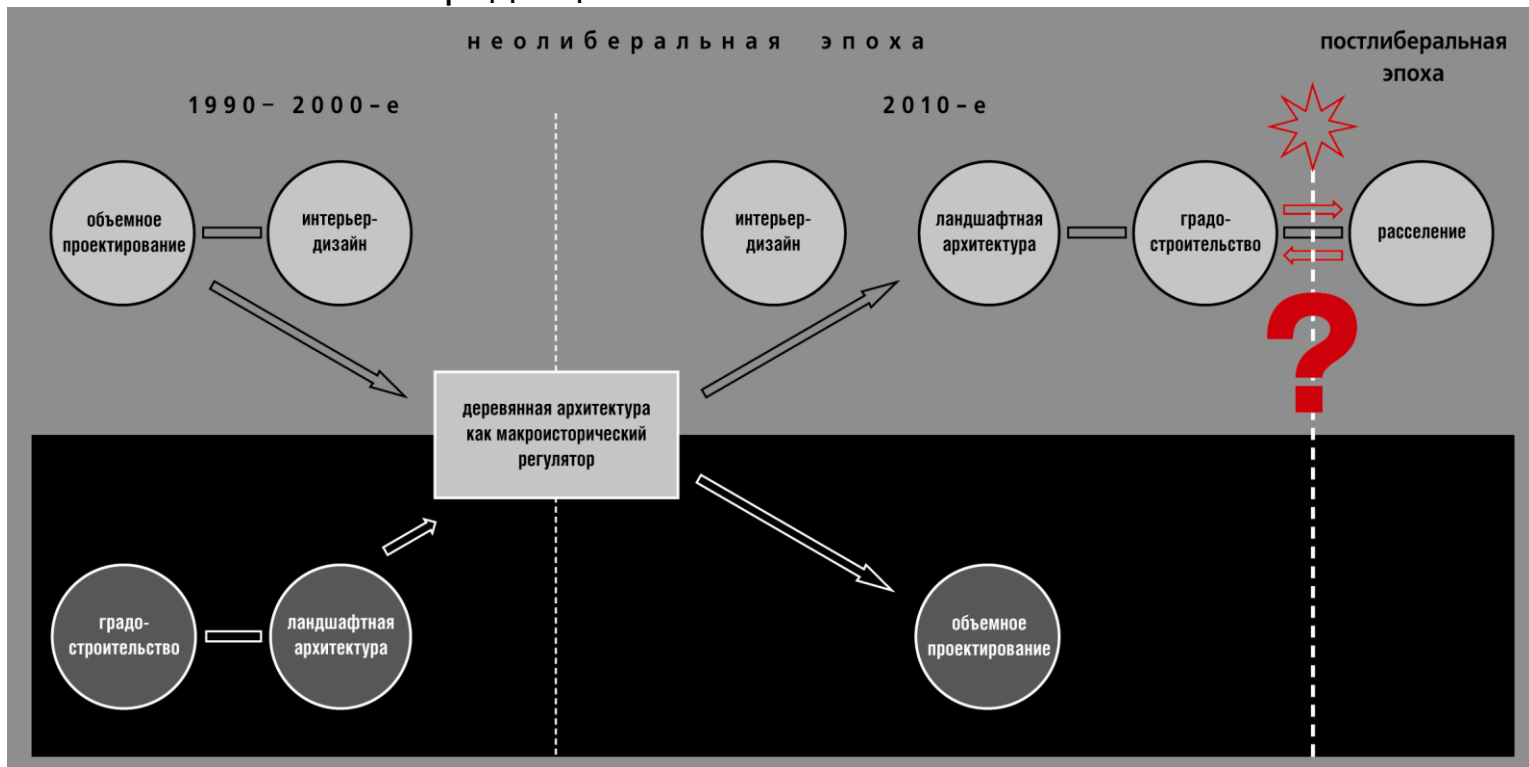 неолиберальная эпоха
постлиберальная
эпоха
1990– 2000-е
2010-е
объемное
проектирование
интерьер-
дизайн
интерьер-
дизайн
ландшафтная
архитектура
градо-
строительство
расселение
?
деревянная архитектура
как макроисторический
регулятор
градо-
строительство
ландшафтная
архитектура
объемное
проектирование